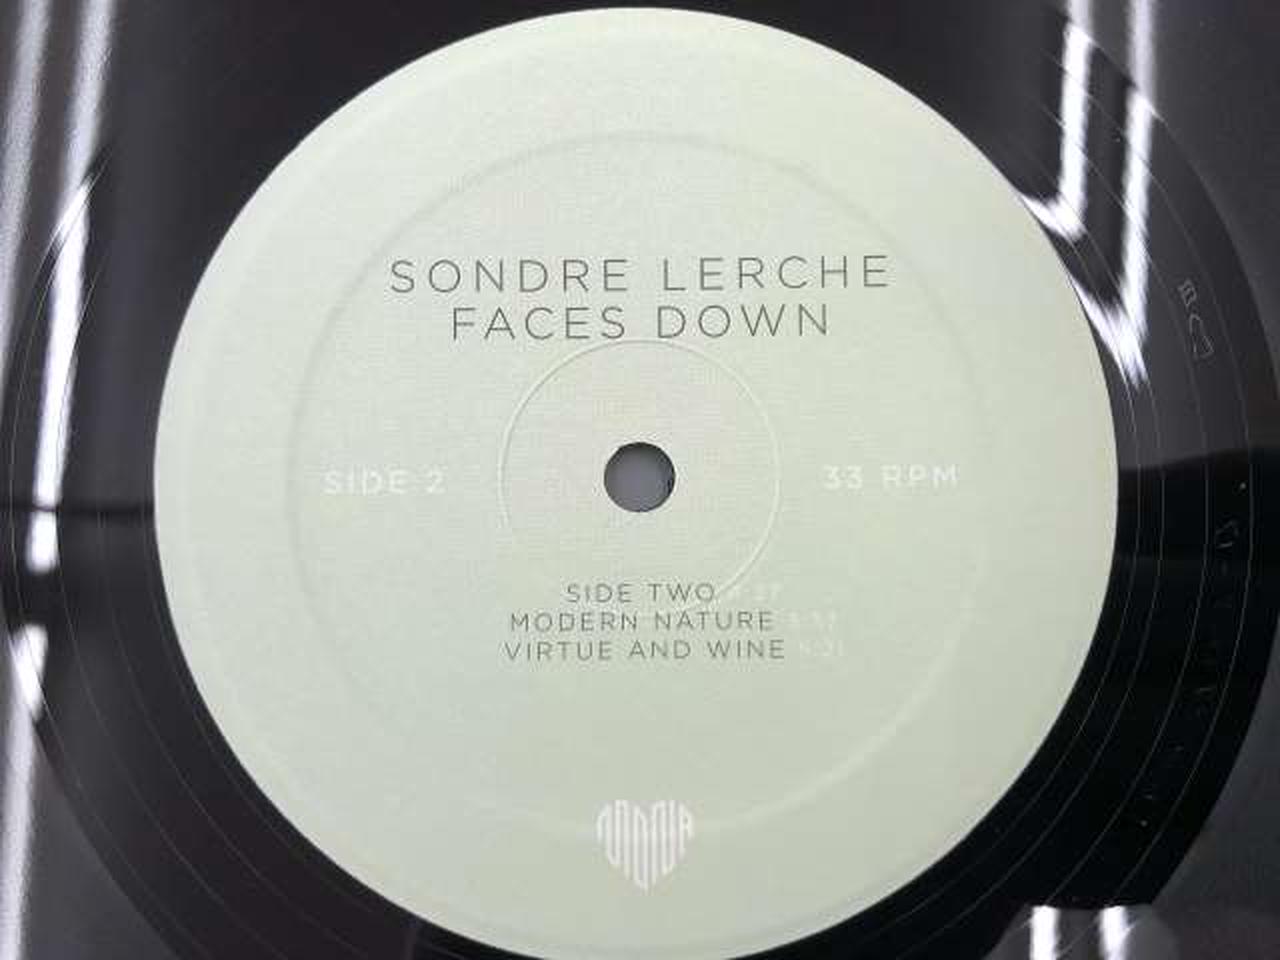 SONDRE LERCHE
FACES DOWN
SIDE 2
33 RPM
SIDE TWO
MODERN NATURE
VIRTUE AND WINE